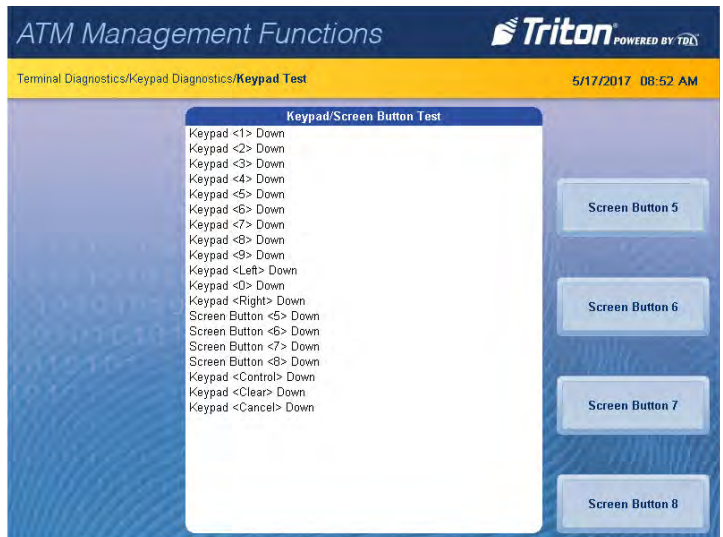 ATM Management Functions
Triton® POWERED BY TDL
Terminal Diagnostics/Keypad Diagnostics/Keypad Test
5/17/2017 08:52 AM
Keypad/Screen Button Test
Keypad <1> Down
Keypad <2> Down
Keypad <3> Down
Keypad <4> Down
Keypad <5> Down
Keypad <6> Down
Keypad <7> Down
Keypad <8> Down
Keypad <9> Down
Keypad <Left> Down
Keypad <0> Down
Keypad <Right> Down
Screen Button <5> Down
Screen Button <6> Down
Screen Button <7> Down
Screen Button <8> Down
Keypad <Control> Down
Keypad <Clear> Down
Keypad <Cancel> Down
Screen Button 5
Screen Button 6
Screen Button 7
Screen Button 8